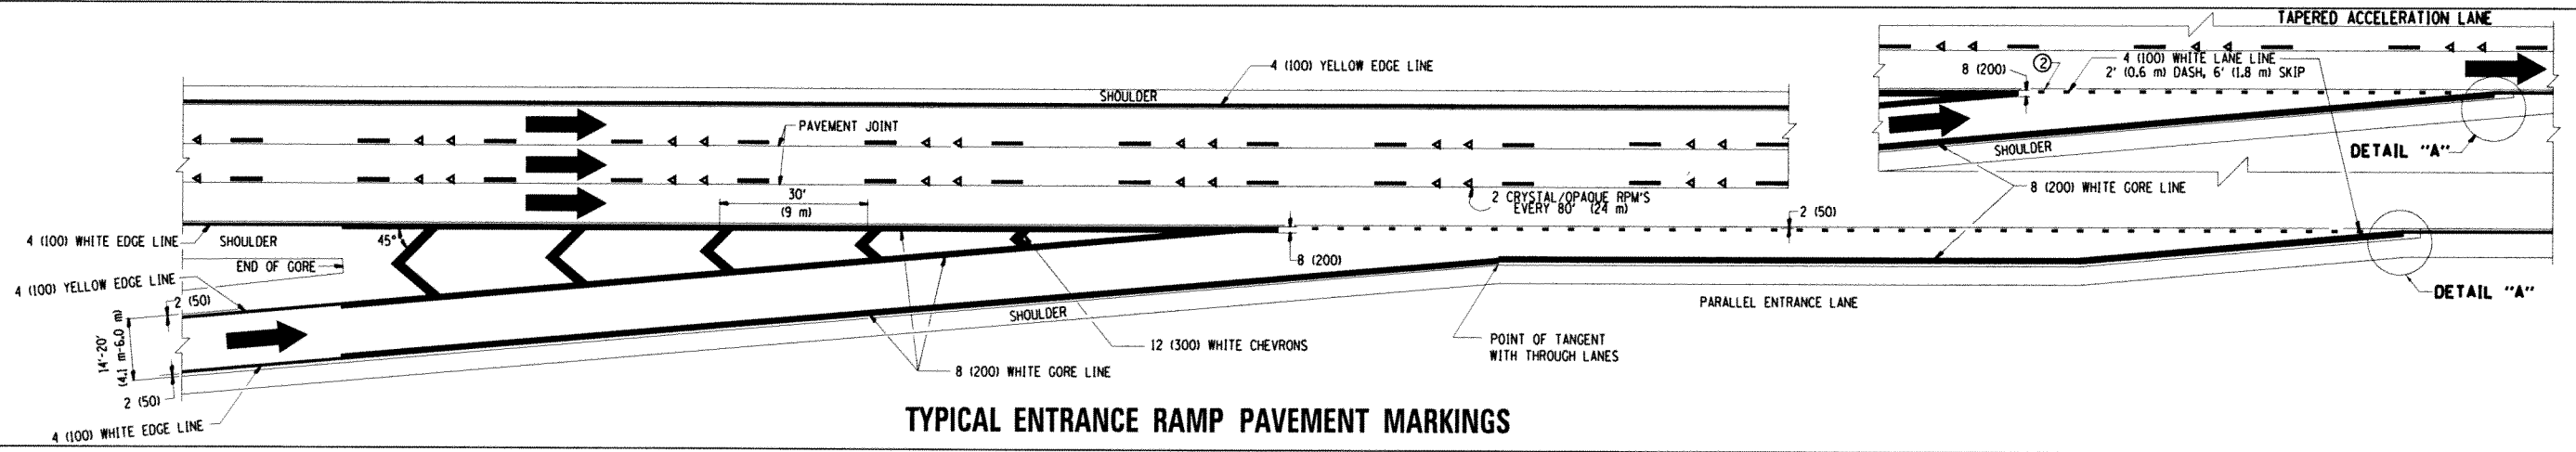 TAPERED ACCELERATION LANE
4 (100) YELLOW EDGE LINE
8 (200)
2
4 (100) WHITE LANE LINE
2' (0.6 m) DASH, 6' (1.8 m) SKIP
SHOULDER
PAVEMENT JOINT
SHOULDER
DETAIL "A"
30'
(9 m)
2 CRYSTAL/OPAQUE RPM'S
EVERY 80' (24 m)
8 (200) WHITE GORE LINE
2 (50)
4 (100) WHITE EDGE LINE
SHOULDER
45°
END OF GORE
8 (200)
4 (100) YELLOW EDGE LINE
2 (50)
DETAIL "A"
PARALLEL ENTRANCE LANE
SHOULDER
14'-20'
(4.1 m-6.0 m)
12 (300) WHITE CHEVRONS
POINT OF TANGENT
WITH THROUGH LANES
8 (200) WHITE GORE LINE
2 (50)
4 (100) WHITE EDGE LINE
TYPICAL ENTRANCE RAMP PAVEMENT MARKINGS